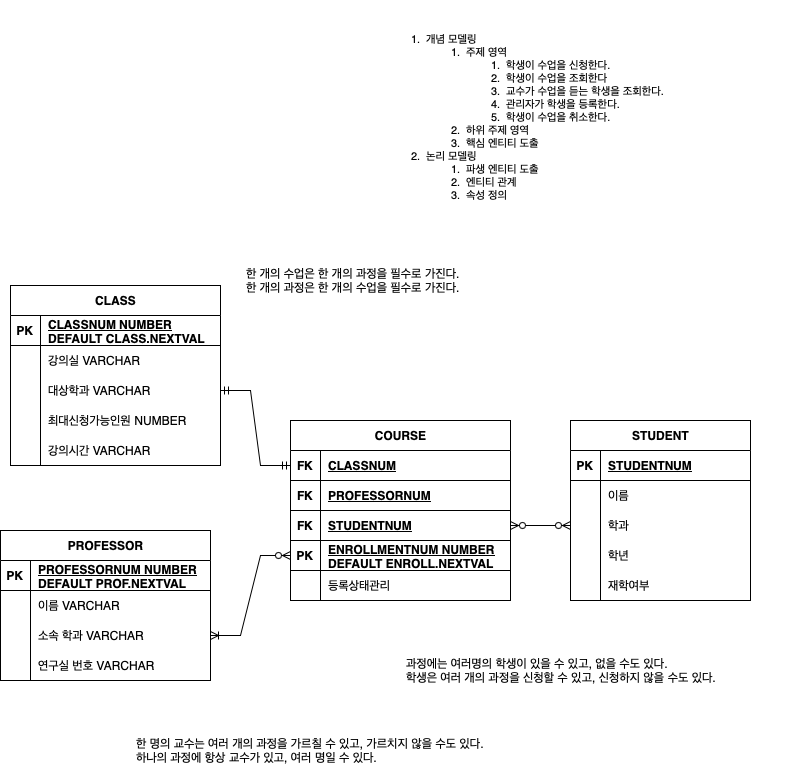 1. 개념 모델링
1. 주제 영역
1. 학생이 수업을 신청한다.
2. 학생이 수업을 조회한다
3. 교수가 수업을 듣는 학생을 조회한다.
4. 관리자가 학생을 등록한다.
5. 학생이 수업을 취소한다.
2. 하위 주제 영역
3. 핵심 엔티티 도출
2. 논리 모델링
1. 파생 엔티티 도출
2. 엔티티 관계
3. 속성 정의
한 개의 수업은 한 개의 과정을 필수로 가진다.
한 개의 과정은 한 개의 수업을 필수로 가진다.
CLASS
PK CLASSNUM NUMBER
DEFAULT CLASS.NEXTVAL
강의실 VARCHAR
대상학과 VARCHAR
최대신청가능인원 NUMBER
강의시간 VARCHAR
COURSE
FK CLASSNUM
FK PROFESSORNUM
FK STUDENTNUM
PK ENROLLMENTNUM NUMBER
DEFAULT ENROLL.NEXTVAL
등록상태관리
STUDENT
PK STUDENTNUM
이름
학과
학년
재학여부
PROFESSOR
PK PROFESSORNUM NUMBER
DEFAULT PROF.NEXTVAL
이름 VARCHAR
소속 학과 VARCHAR
연구실 번호 VARCHAR
과정에는 여러명의 학생이 있을 수 있고, 없을 수도 있다.
학생은 여러 개의 과정을 신청할 수 있고, 신청하지 않을 수도 있다.
한 명의 교수는 여러 개의 과정을 가르칠 수 있고, 가르치지 않을 수도 있다.
하나의 과정에 항상 교수가 있고, 여러 명일 수 있다.